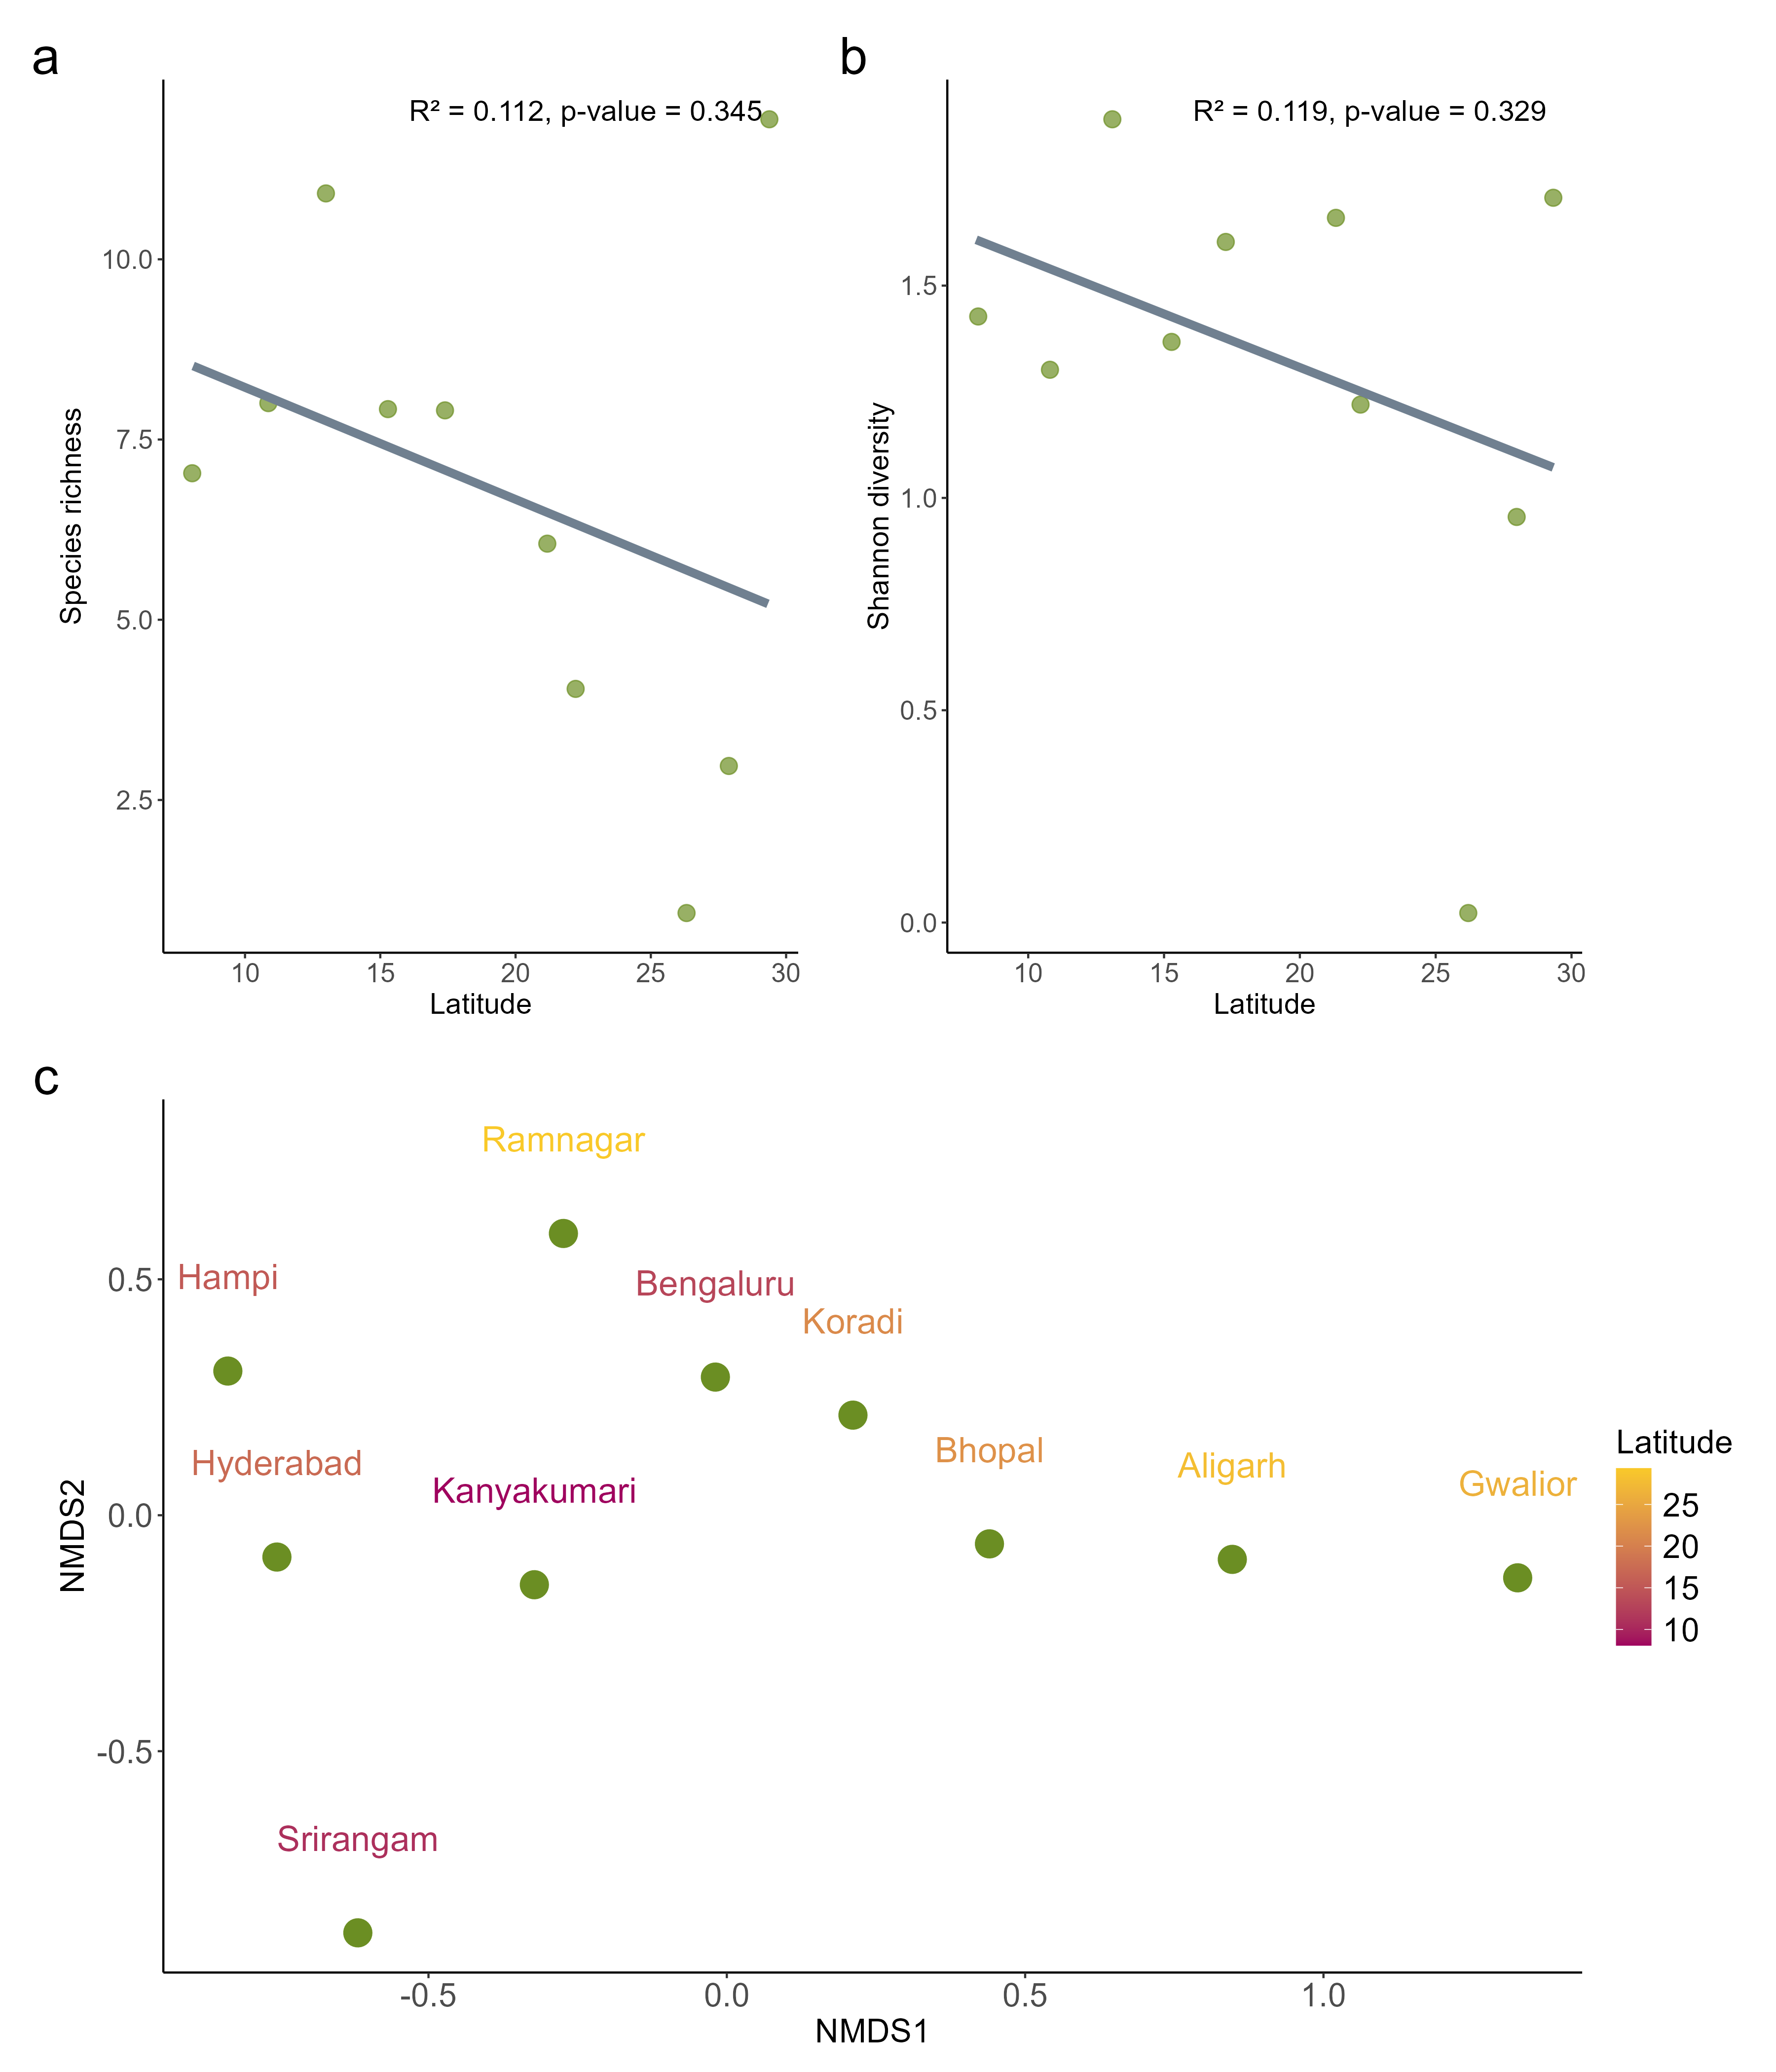 a
R² = 0.112, p-value = 0.345
10.0
7.5
5.0
2.5
Species richness
10 15 20 25 30
Latitude
b
R² = 0.119, p-value = 0.329
1.5
1.0
0.5
0.0
Shannon diversity
10 15 20 25 30
Latitude
c
Ramnagar
Hampi
Bengaluru
Koradi
Bhopal
Aligarh
Gwalior
Hyderabad
Kanyakumari
Srirangam
0.5
0.0
-0.5
NMDS2
-0.5 0.0 0.5 1.0
NMDS1
Latitude
25
20
15
10